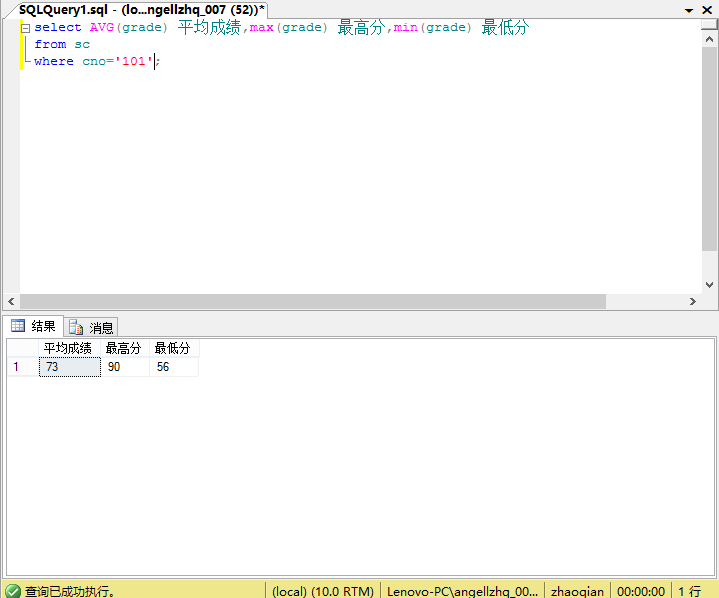 SQLQuery1.sql - (lo...ngellzhq_007 (52))*
select AVG(grade) 平均成绩,max(grade) 最高分,min(grade) 最低分
from sc
where cno='101';
结果 消息
平均成绩 最高分 最低分
1 73 90 56
查询已成功执行。 (local) (10.0 RTM) Lenovo-PC\angellzhq_00... zhaoqian 00:00:00 1 行